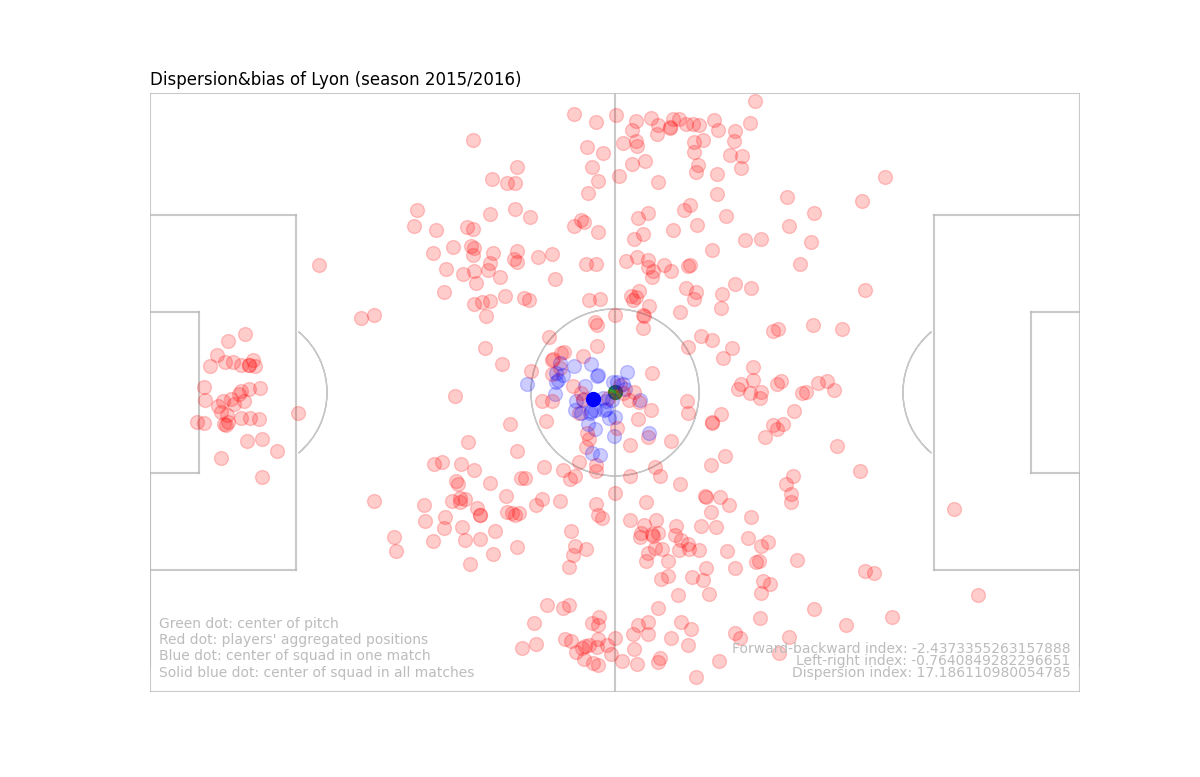 Dispersion&bias of Lyon (season 2015/2016)
Green dot: center of pitch
Red dot: players' aggregated positions
Blue dot: center of squad in one match
Solid blue dot: center of squad in all matches
Forward-backward index: -2.4373355263157888
Left-right index: -0.7640849282296651
Dispersion index: 17.186110980054785